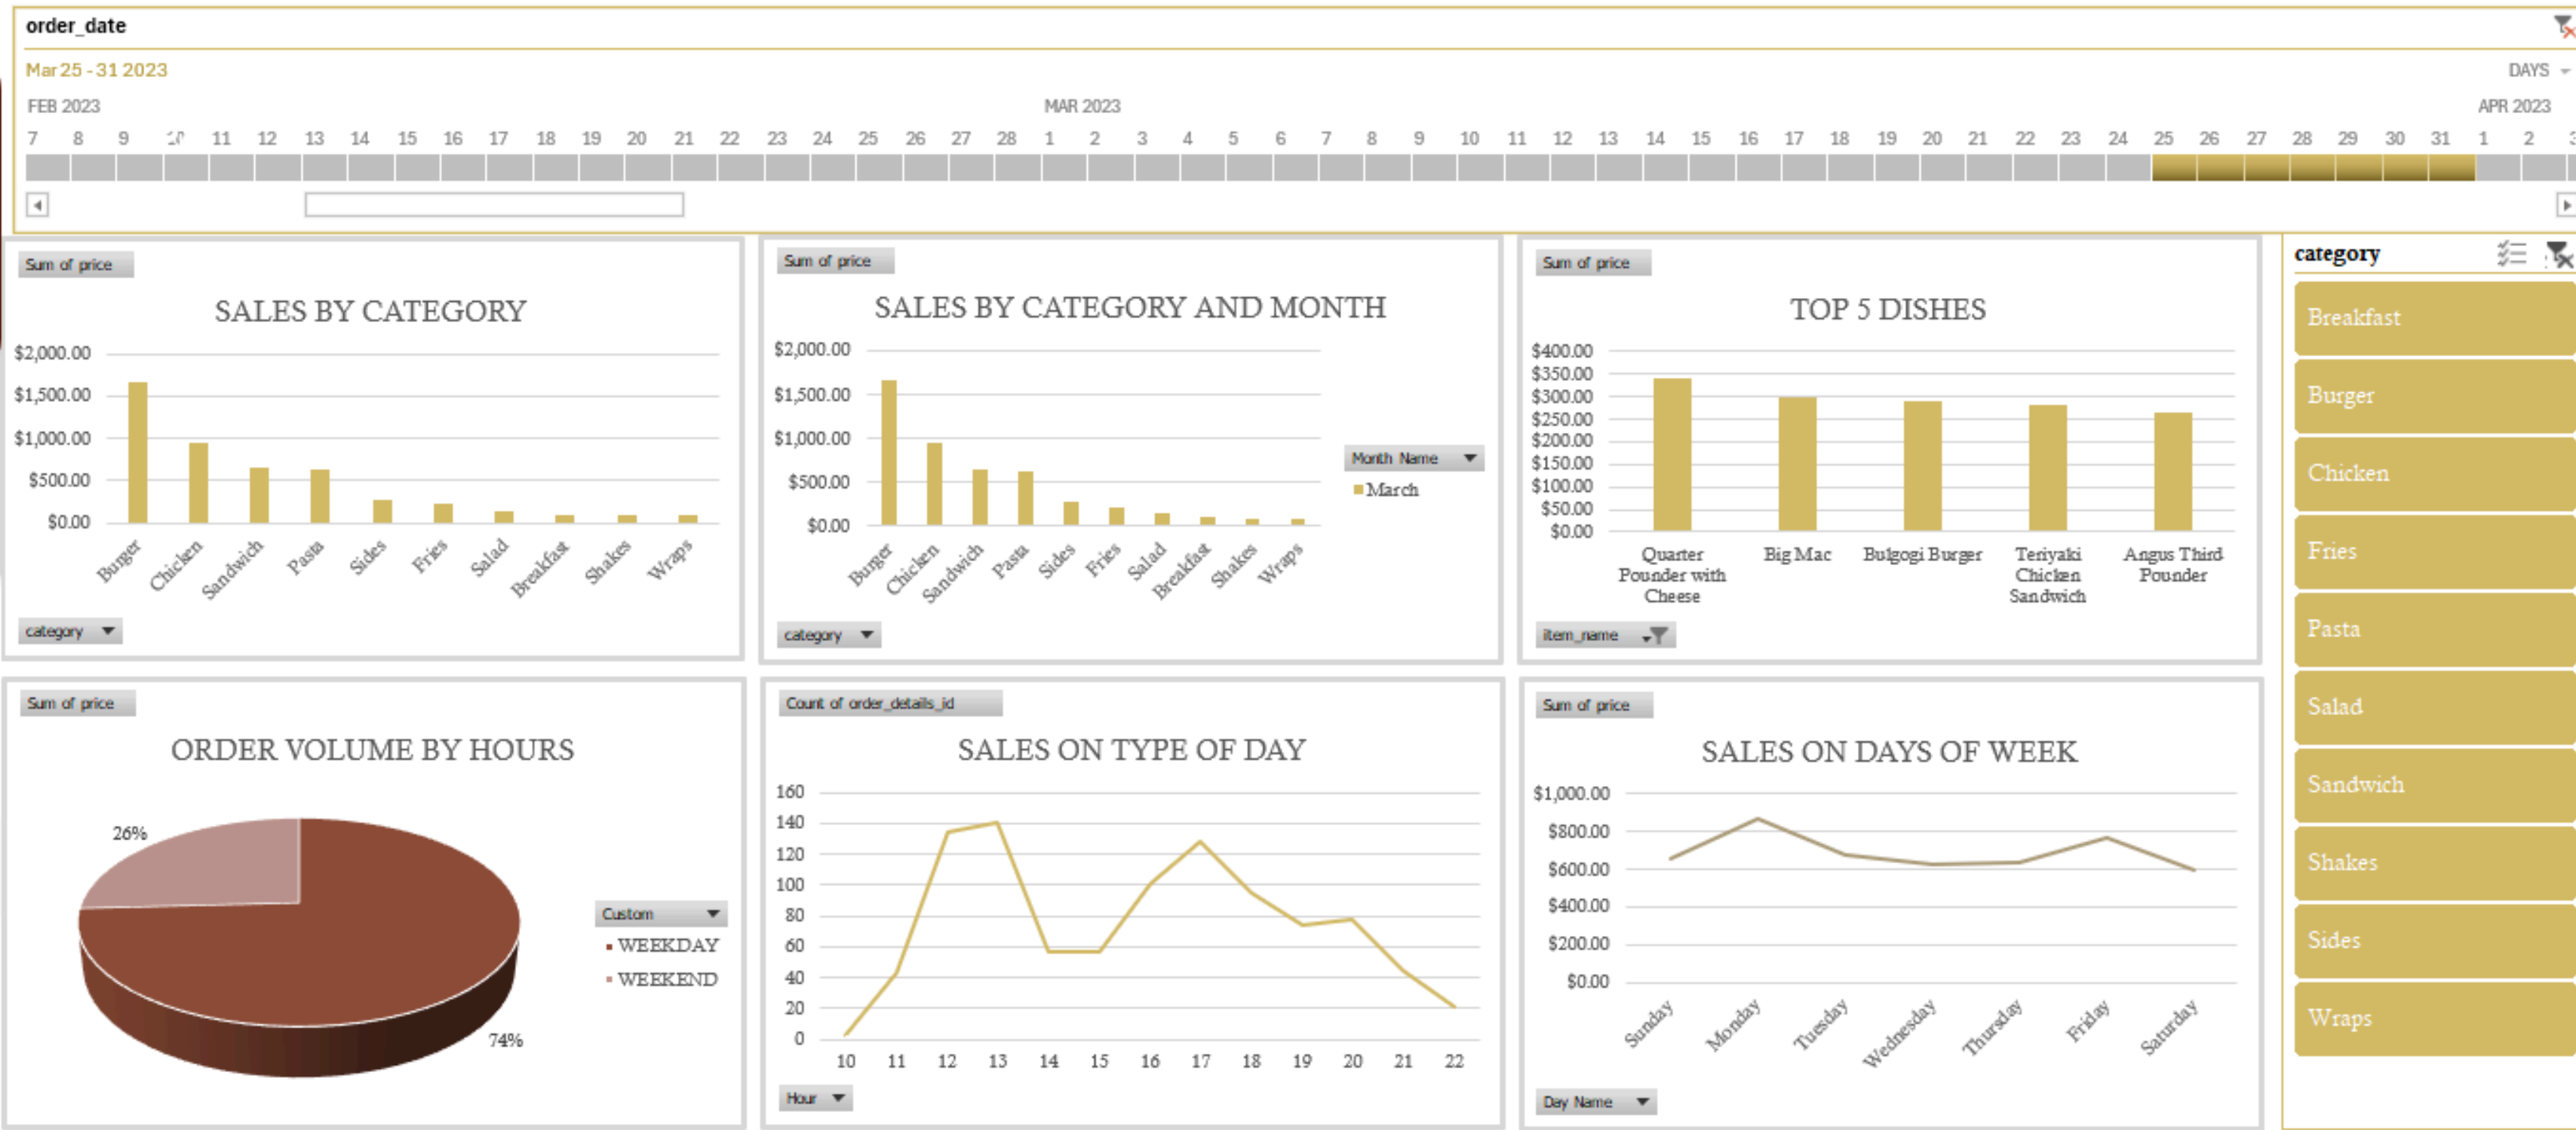 order_date
Mar 25 - 31 2023
DAYS
FEB 2023 MAR 2023 APR 2023
7 8 9 10 11 12 13 14 15 16 17 18 19 20 21 22 23 24 25 26 27 28 1 2 3 4 5 6 7 8 9 10 11 12 13 14 15 16 17 18 19 20 21 22 23 24 25 26 27 28 29 30 31 1 2 3
Sum of price
SALES BY CATEGORY
$2,000.00
$1,500.00
$1,000.00
$500.00
$0.00
Burger Chicken Sandwich Pasta Sides Fries Salad Breakfast Shakes Wraps
category
Sum of price
SALES BY CATEGORY AND MONTH
$2,000.00
$1,500.00
$1,000.00
$500.00
$0.00
Burger Chicken Sandwich Pasta Sides Fries Salad Breakfast Shakes Wraps
Month Name
March
category
Sum of price
TOP 5 DISHES
$400.00
$350.00
$300.00
$250.00
$200.00
$150.00
$100.00
$50.00
$0.00
Quarter Pounder with Cheese
Big Mac
Bulgogi Burger
Teriyaki Chicken Sandwich
Angus Third Pounder
item_name
category
Breakfast
Burger
Chicken
Fries
Pasta
Salad
Sandwich
Shakes
Sides
Wraps
Sum of price
ORDER VOLUME BY HOURS
26%
74%
Custom
WEEKDAY
WEEKEND
Count of order_details_id
SALES ON TYPE OF DAY
160
140
120
100
80
60
40
20
0
10 11 12 13 14 15 16 17 18 19 20 21 22
Hour
Sum of price
SALES ON DAYS OF WEEK
$1,000.00
$800.00
$600.00
$400.00
$200.00
$0.00
Sunday Monday Tuesday Wednesday Thursday Friday Saturday
Day Name